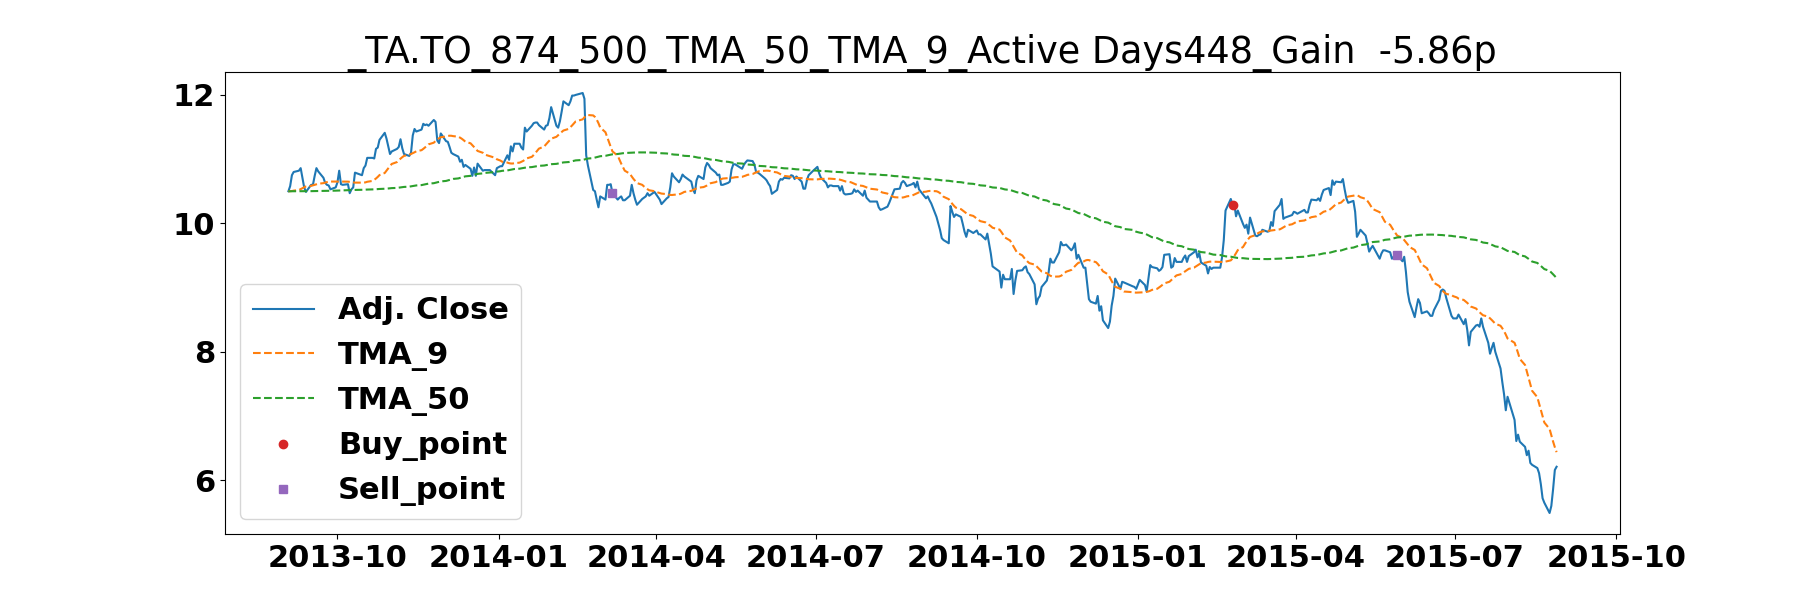 _TA.TO_874_500_TMA_50_TMA_9_Active Days448_Gain  -5.86p
12
10
8
6
Adj. Close
TMA_9
TMA_50
Buy_point
Sell_point
2013-10 2014-01 2014-04 2014-07 2014-10 2015-01 2015-04 2015-07 2015-10